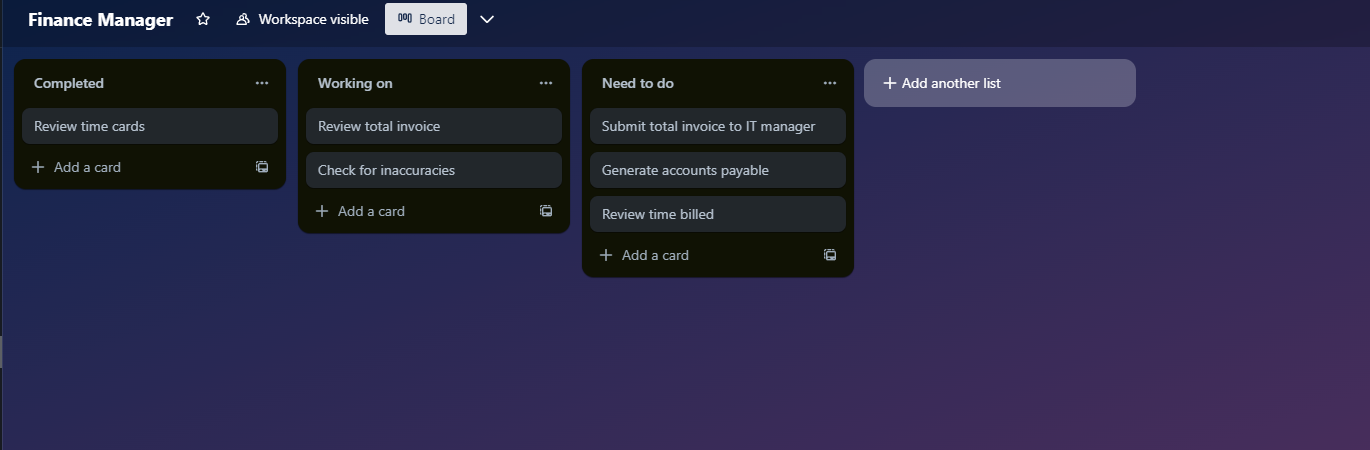 Finance Manager
Workspace visible
Board
Completed
Review time cards
Add a card
Working on
Review total invoice
Check for inaccuracies
Add a card
Need to do
Submit total invoice to IT manager
Generate accounts payable
Review time billed
Add a card
Add another list